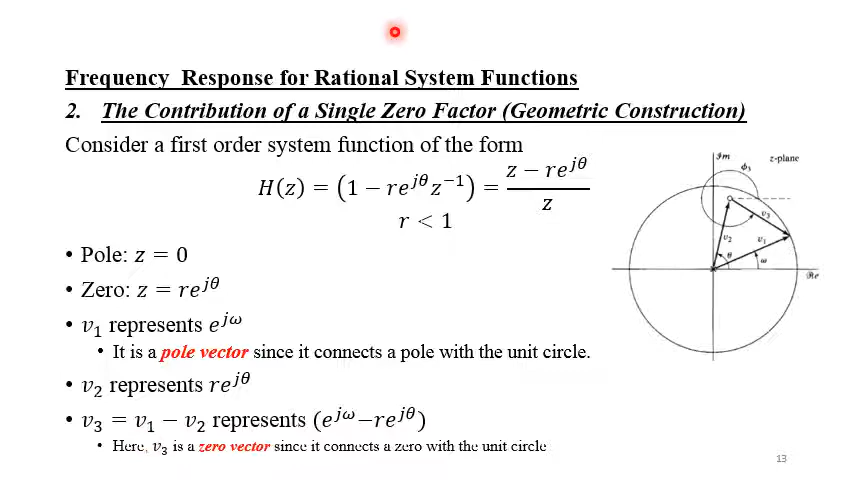 Frequency Response for Rational System Functions
2. The Contribution of a Single Zero Factor (Geometric Construction)
Consider a first order system function of the form
H(z) = (1 − re^{jθ}z^{−1}) = \frac{z − re^{jθ}}{z}
r < 1
• Pole: z = 0
• Zero: z = re^{jθ}
• v₁ represents e^{jω}
• It is a pole vector since it connects a pole with the unit circle.
• v₂ represents re^{jθ}
• v₃ = v₁ − v₂ represents (e^{jω}−re^{jθ})
• Here, v₃ is a zero vector since it connects a zero with the unit circle
ℐm
z-plane
ϕ₃
v₃
v₂
v₁
θ
ω
ℛe
13